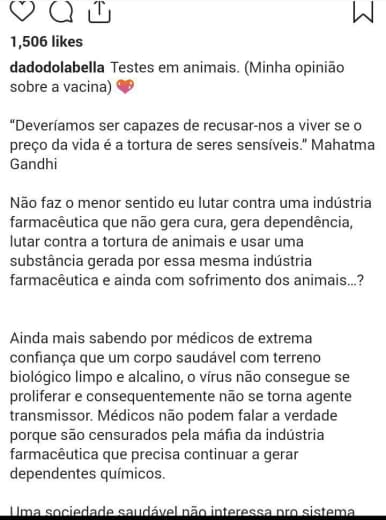 1,506 likes
dadodolabella Testes em animais. (Minha opinião
sobre a vacina) 💖
"Deveríamos ser capazes de recusar-nos a viver se o
preço da vida é a tortura de seres sensíveis." Mahatma
Gandhi
Não faz o menor sentido eu lutar contra uma indústria
farmacêutica que não gera cura, gera dependência,
lutar contra a tortura de animais e usar uma
substância gerada por essa mesma indústria
farmacêutica e ainda com sofrimento dos animais...?
Ainda mais sabendo por médicos de extrema
confiança que um corpo saudável com terreno
biológico limpo e alcalino, o vírus não consegue se
proliferar e consequentemente não se torna agente
transmissor. Médicos não podem falar a verdade
porque são censurados pela máfia da indústria
farmacêutica que precisa continuar a gerar
dependentes químicos.
Uma sociedade saudável não interessa pro sistema